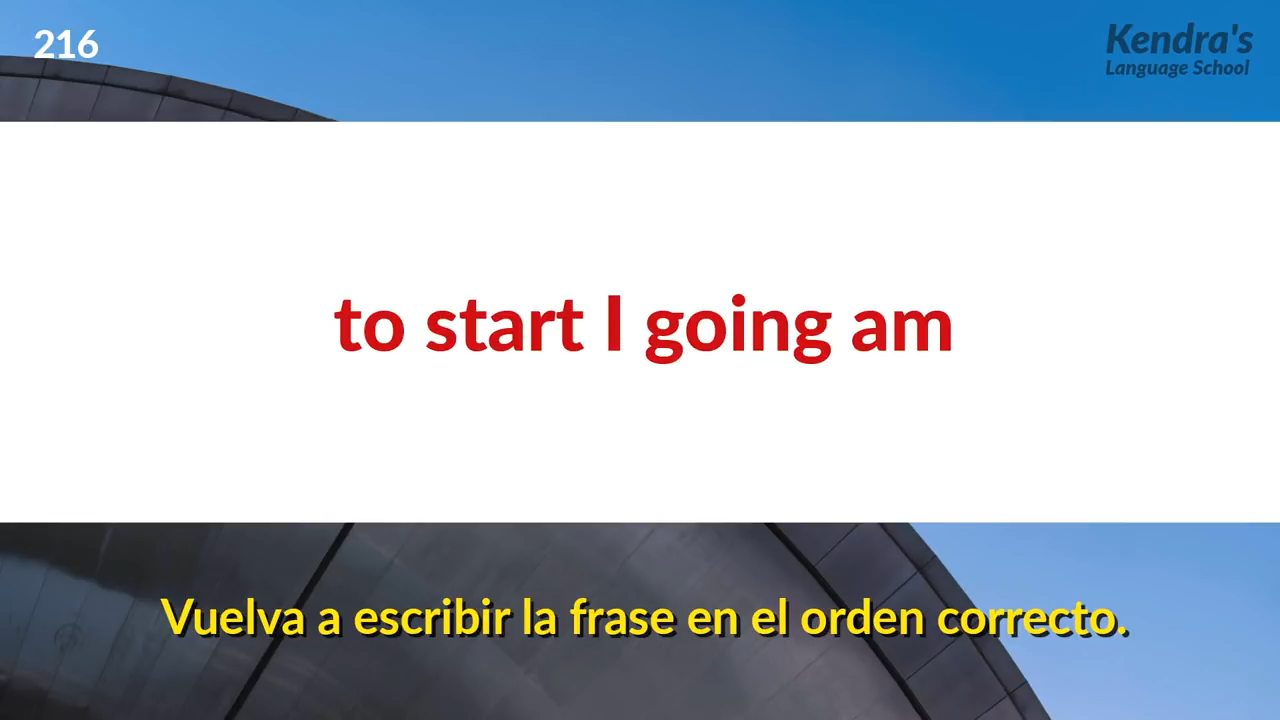 216
Kendra's
Language School
to start I going am
Vuelva a escribir la frase en el orden correcto.